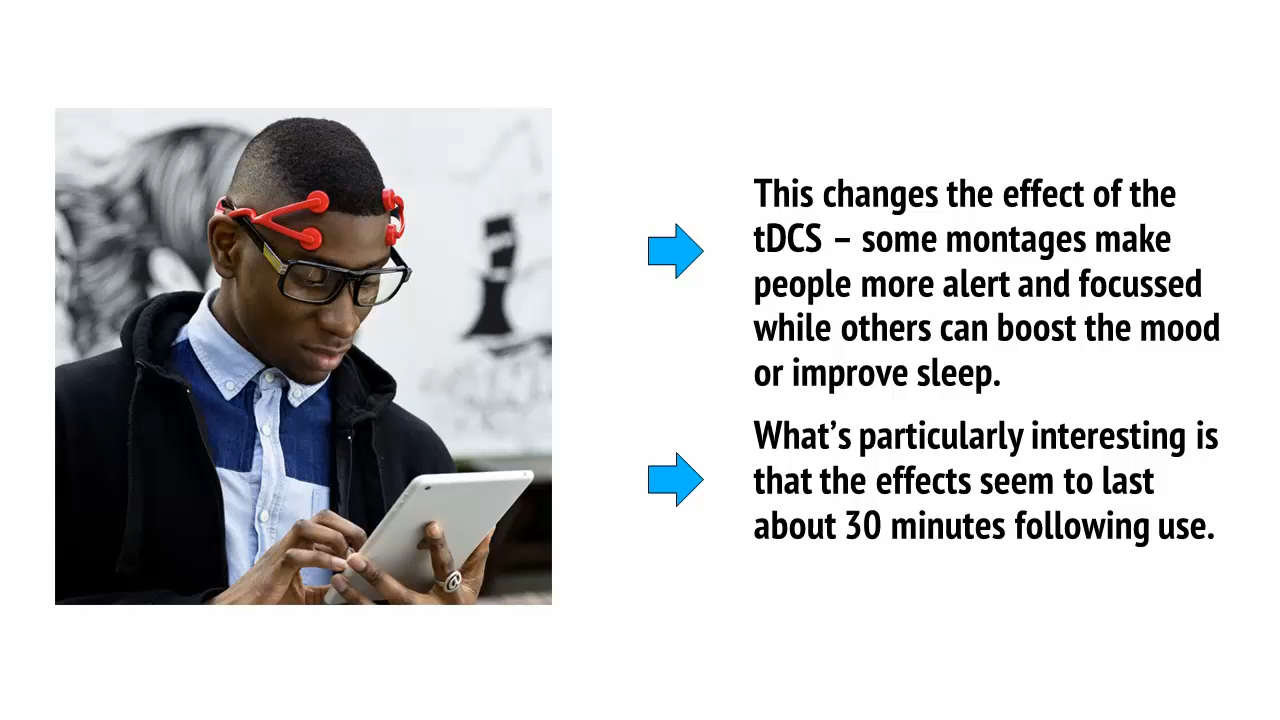 This changes the effect of the
tDCS – some montages make
people more alert and focussed
while others can boost the mood
or improve sleep.
What’s particularly interesting is
that the effects seem to last
about 30 minutes following use.